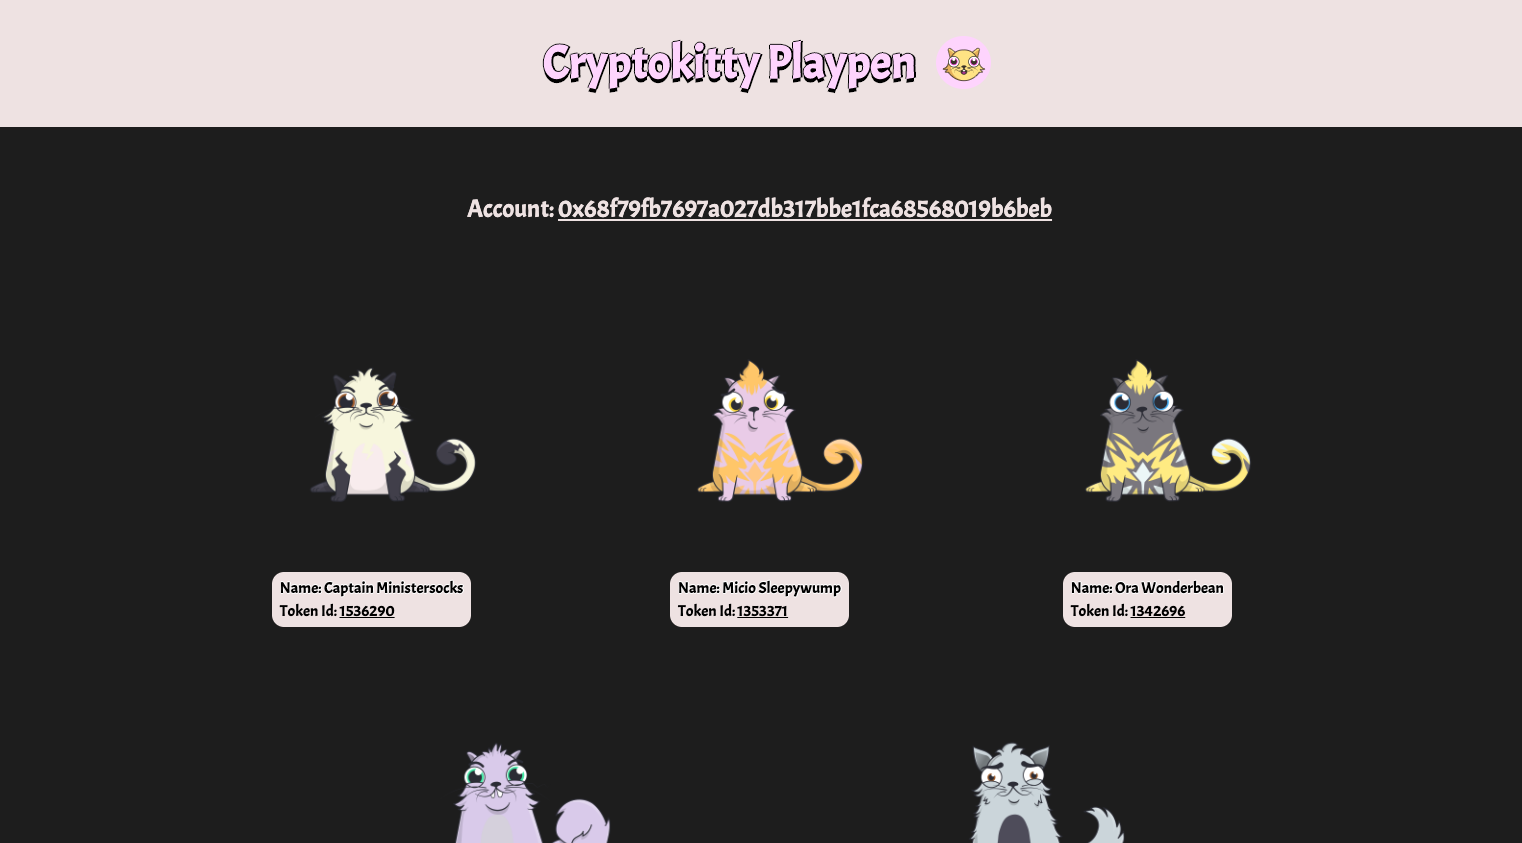 Cryptokitty Playpen
Account: 0x68f79fb7697a027db317bbe1fca68568019b6beb
Name: Captain Ministersocks
Token Id: 1536290
Name: Micio Sleepywump
Token Id: 1353371
Name: Ora Wonderbean
Token Id: 1342696